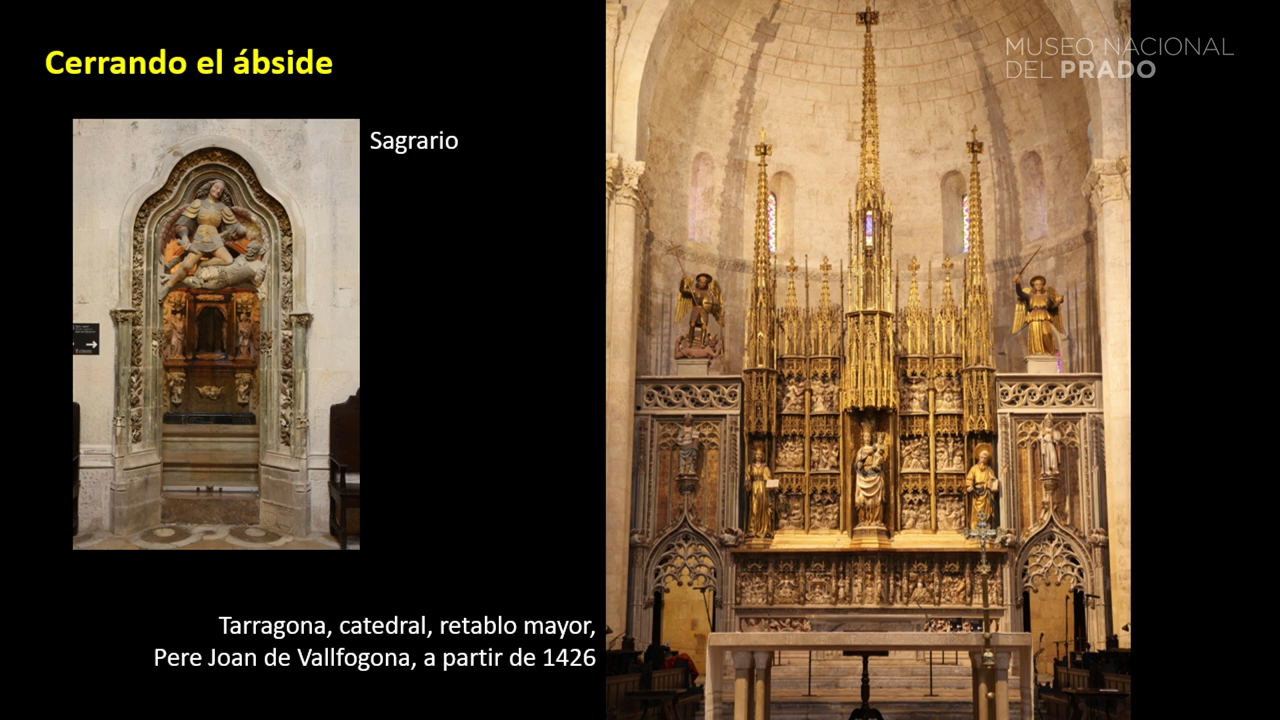 Cerrando el ábside
MUSEO NACIONAL
DEL PRADO
Sagrario
Tarragona, catedral, retablo mayor,
Pere Joan de Vallfogona, a partir de 1426